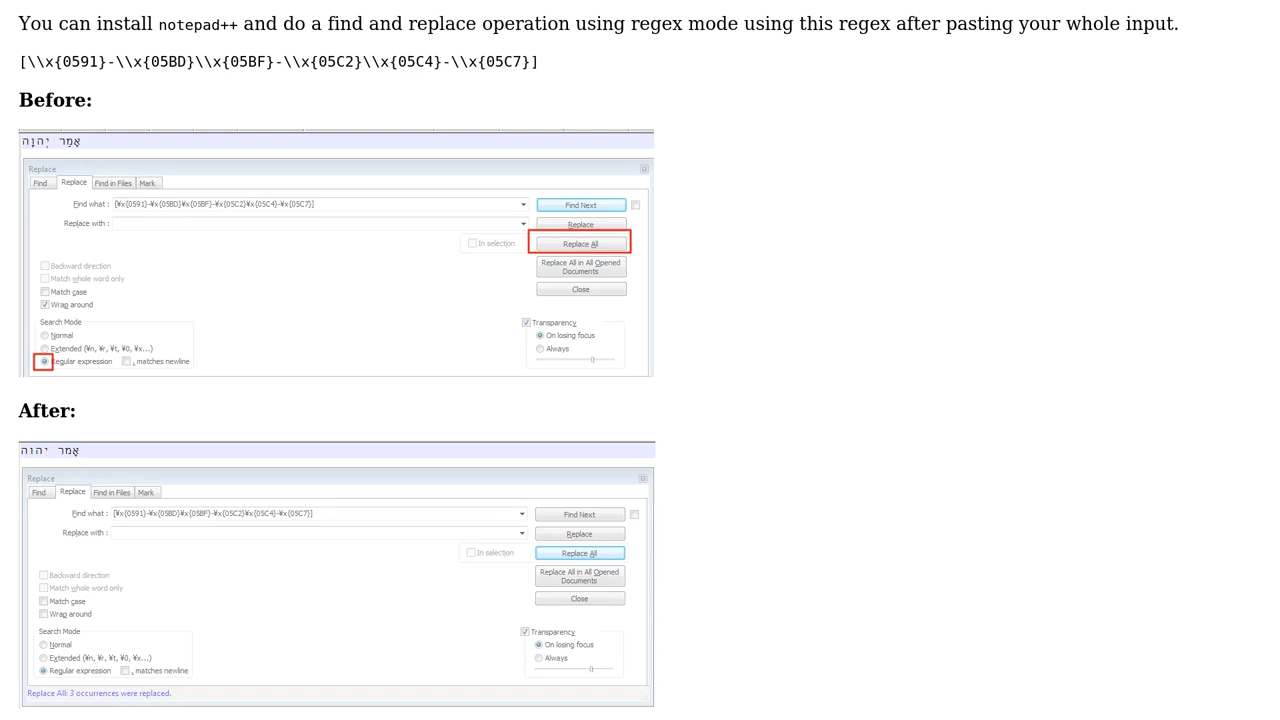 You can install notepad++ and do a find and replace operation using regex mode using this regex after pasting your whole input.
[\\x{0591}-\\x{05BD}\\x{05BF}-\\x{05C2}\\x{05C4}-\\x{05C7}]
Before:
אָמַר יְהוָה
Replace
Find Replace Find in Files Mark
Find what : [¥x{0591}-¥x{05BD}¥x{05BF}-¥x{05C2}¥x{05C4}-¥x{05C7}] Find Next
Replace with : Replace
In selection Replace All
Backward direction Replace All in All Opened
Documents
Match whole word only
Match case Close
Wrap around
Search Mode Transparency
Normal On losing focus
Extended (¥n, ¥r, ¥t, ¥0, ¥x...) Always
Regular expression . matches newline
After:
אָמר יהוה
Replace
Find Replace Find in Files Mark
Find what : [¥x{0591}-¥x{05BD}¥x{05BF}-¥x{05C2}¥x{05C4}-¥x{05C7}] Find Next
Replace with : Replace
In selection Replace All
Backward direction Replace All in All Opened
Documents
Match whole word only
Match case Close
Wrap around
Search Mode Transparency
Normal On losing focus
Extended (¥n, ¥r, ¥t, ¥0, ¥x...) Always
Regular expression . matches newline
Replace All: 3 occurrences were replaced.